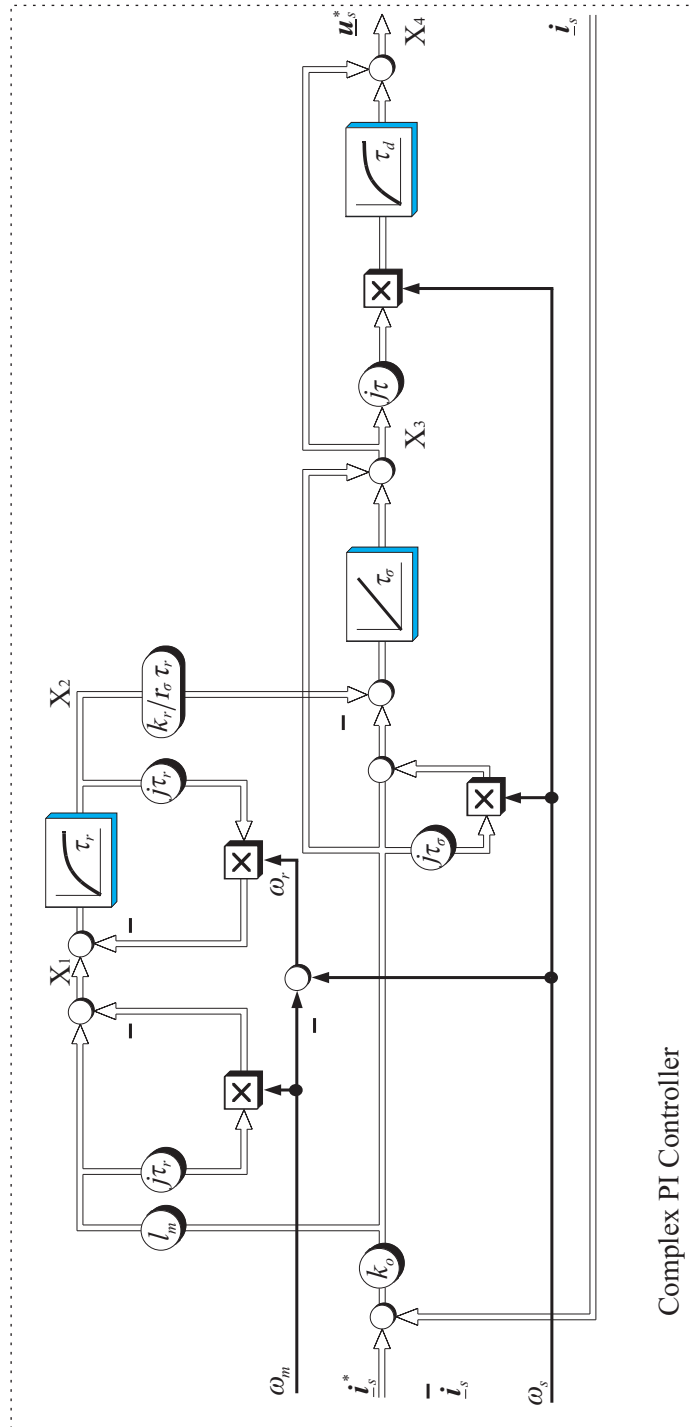 ω_m
i_s^*
– i_s
ω_s
k_o
l_m
jτ_r
–
X_1
–
τ_r
jτ_r
X_2
k_r/r_σ τ_r
ω_r
–
jτ_σ
–
τ_σ
X_3
jτ
τ_d
u_s^*
X_4
i_s
×
×
×
×
Complex PI Controller